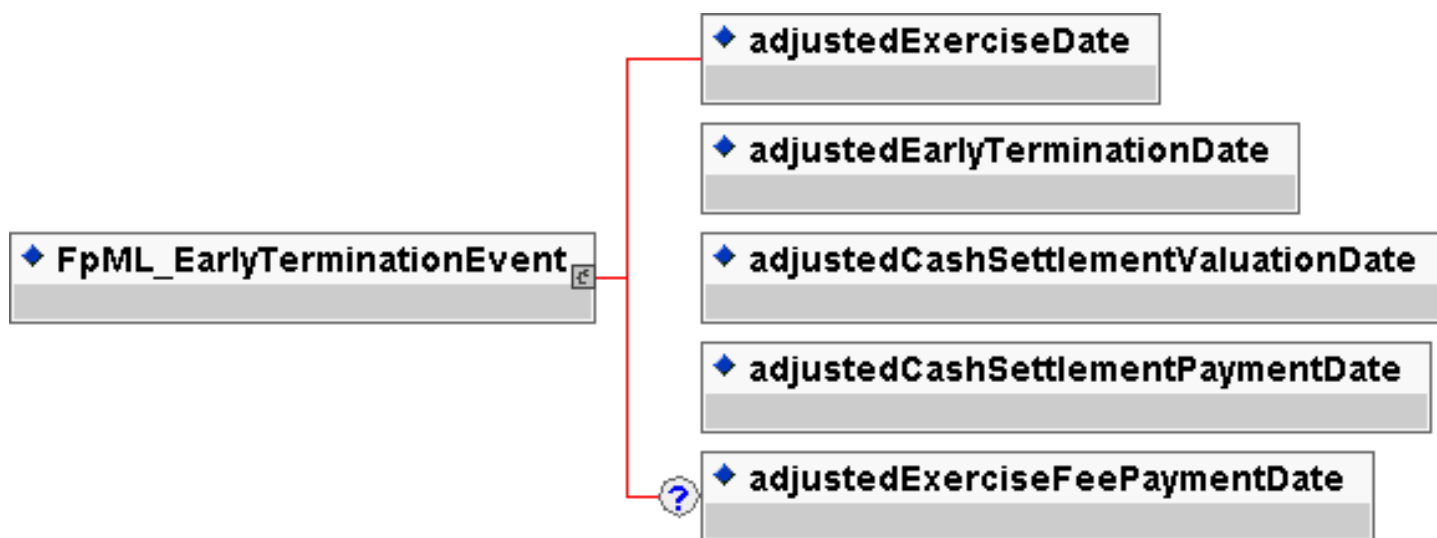 adjustedExerciseDate
adjustedEarlyTerminationDate
FpML_EarlyTerminationEvent
adjustedCashSettlementValuationDate
adjustedCashSettlementPaymentDate
?
adjustedExerciseFeePaymentDate